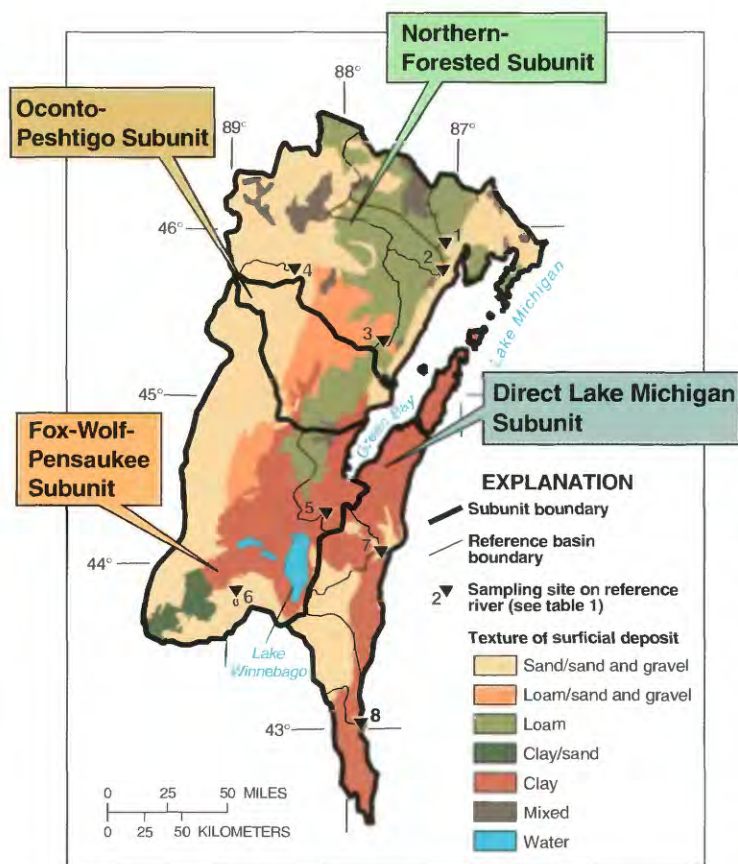 Northern-
Forested Subunit
88°
Oconto-
Peshtigo Subunit
89°
87°
46°
1
2
4
3
Lake Michigan
45°
Green Bay
Direct Lake Michigan
Subunit
Fox-Wolf-
Pensaukee
Subunit
EXPLANATION
Subunit boundary
Reference basin
boundary
5
7
44°
6
2 Sampling site on reference
river (see table 1)
Lake
Winnebago
Texture of surficial deposit
Sand/sand and gravel
Loam/sand and gravel
Loam
8
43°
Clay/sand
Clay
Mixed
Water
0 25 50 MILES
0 25 50 KILOMETERS